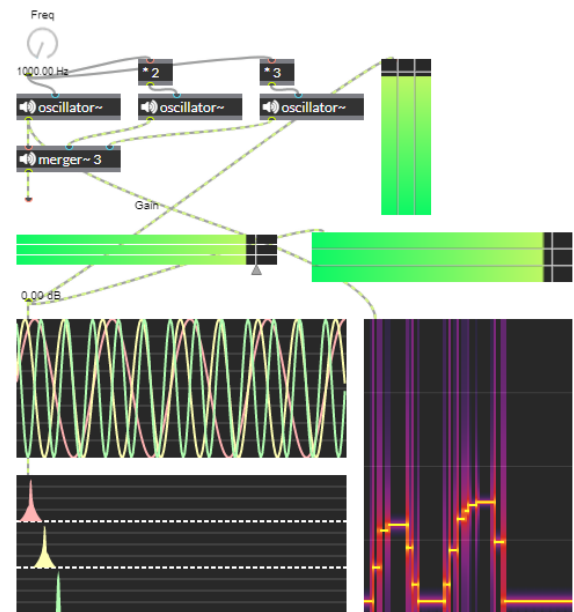 Freq
1000.00 Hz
* 2
* 3
oscillator~
oscillator~
oscillator~
merger~ 3
Gain
0.00 dB